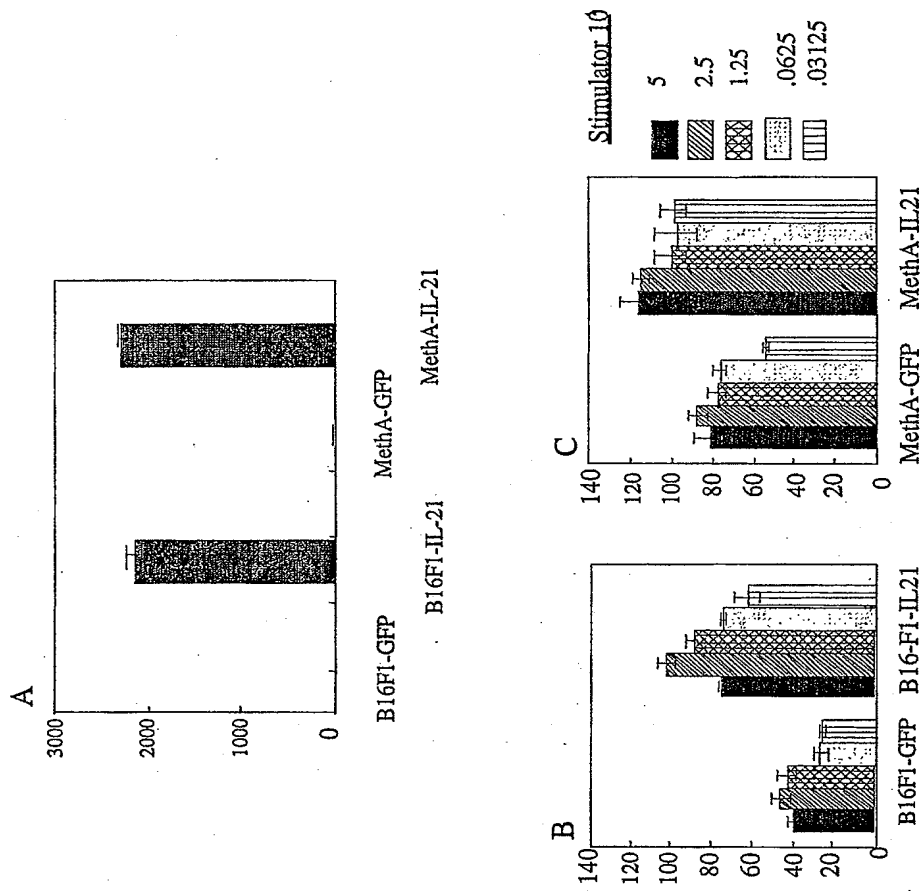 A
3000
2000
1000
0
B16F1-GFP
B16F1-IL-21
MethA-GFP
MethA-IL-21
B
140
120
100
80
60
40
20
0
B16F1-GFP
B16-F1-IL21
C
140
120
100
80
60
40
20
0
MethA-GFP
MethA-IL21
Stimulator 10
5
2.5
1.25
.0625
.03125